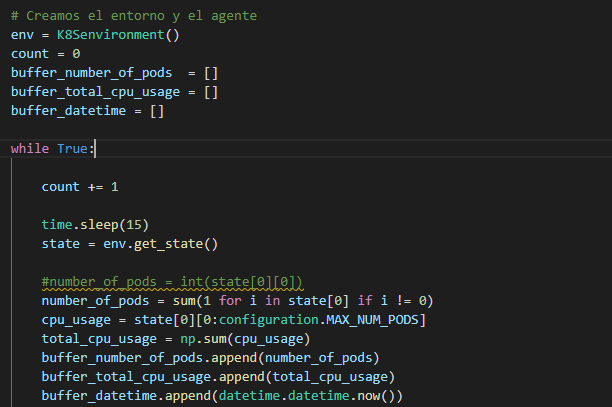 # Creamos el entorno y el agente
env = K8Senvironment()
count = 0
buffer_number_of_pods  = []
buffer_total_cpu_usage = []
buffer_datetime = []
while True:
count += 1
time.sleep(15)
state = env.get_state()
#number_of_pods = int(state[0][0])
number_of_pods = sum(1 for i in state[0] if i != 0)
cpu_usage = state[0][0:configuration.MAX_NUM_PODS]
total_cpu_usage = np.sum(cpu_usage)
buffer_number_of_pods.append(number_of_pods)
buffer_total_cpu_usage.append(total_cpu_usage)
buffer_datetime.append(datetime.datetime.now())